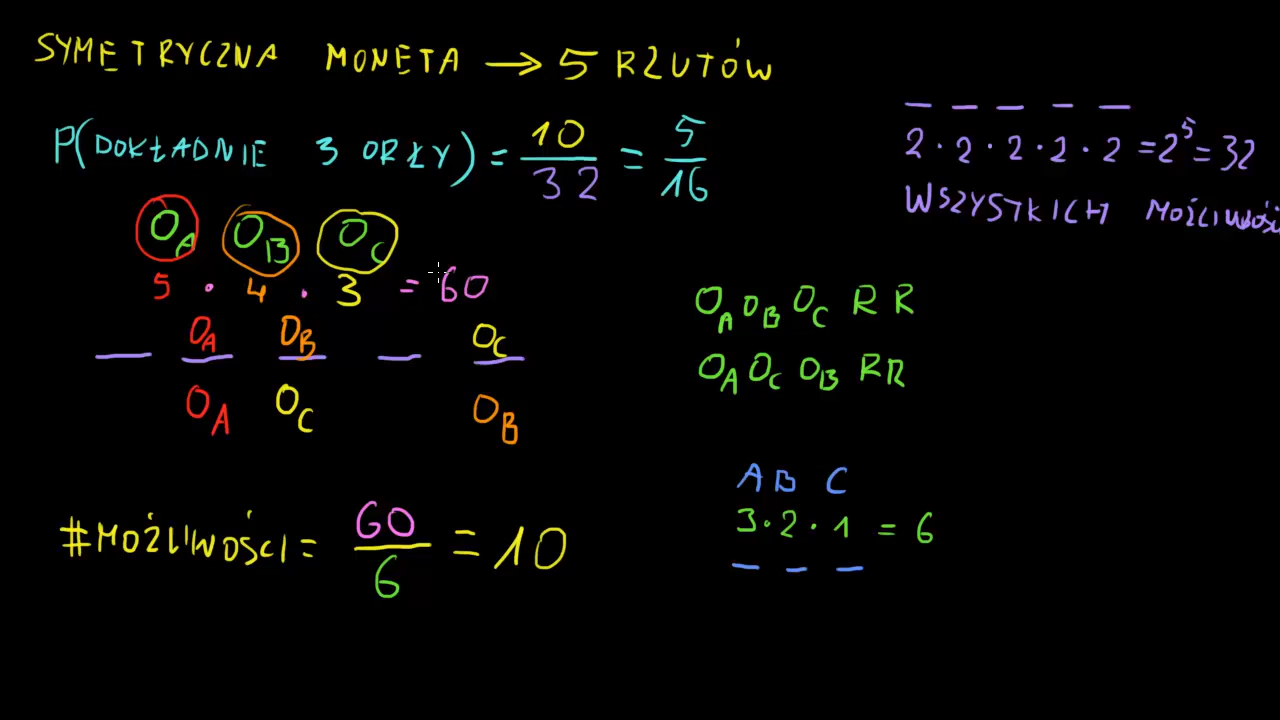 SYMETRYCZNA MONETA → 5 RZUTÓW
P(DOKŁADNIE 3 ORŁY) = 10/32 = 5/16
2 · 2 · 2 · 2 · 2 = 2⁵ = 32
WSZYSTKICH MOŻLIWOŚCI
O_A O_B O_C
5 · 4 · 3 = 60
O_A O_B O_C
O_A O_C O_B
O_A O_B O_C R R
O_A O_C O_B R R
A B C
3 · 2 · 1 = 6
#MOŻLIWOŚCI = 60/6 = 10